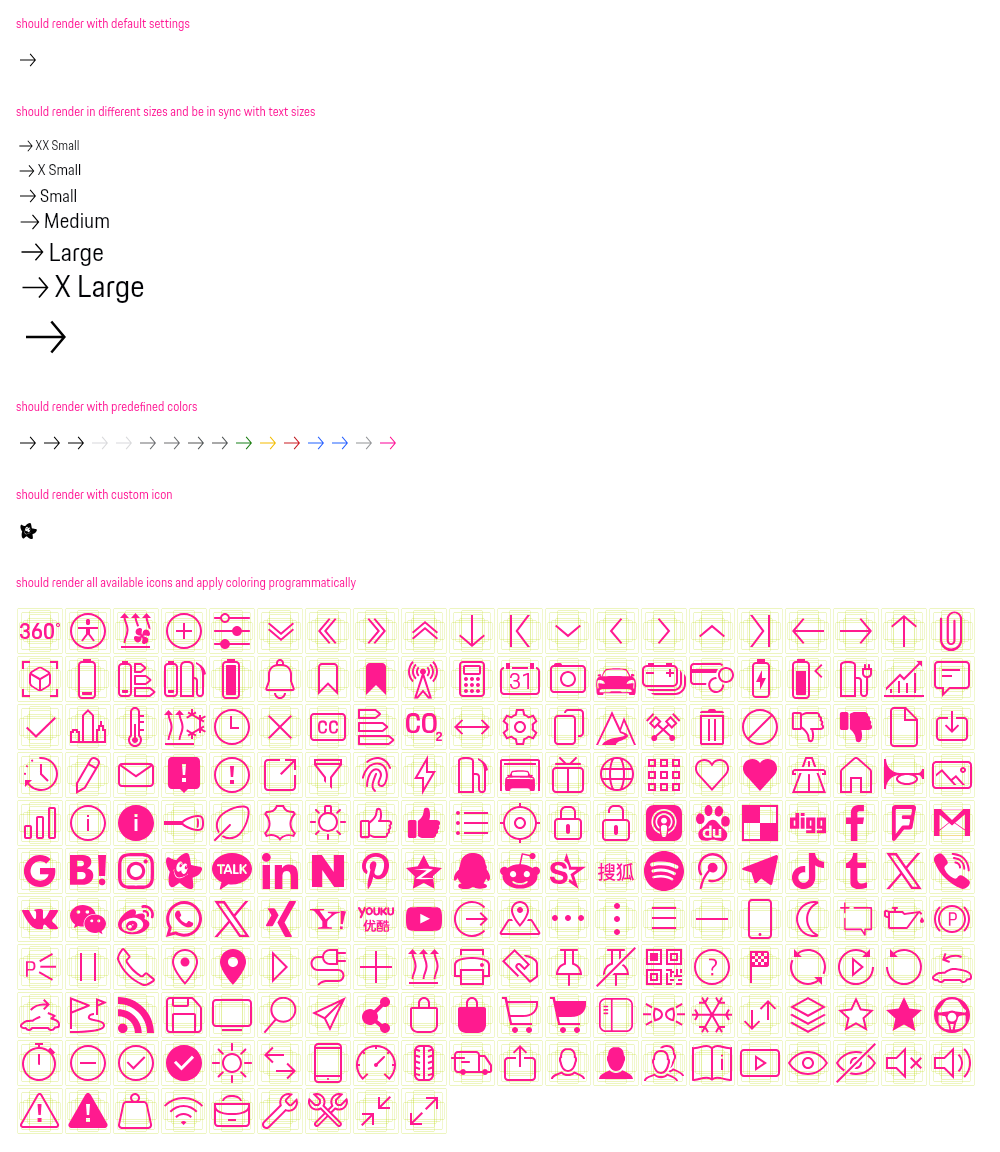 should render with default settings
should render in different sizes and be in sync with text sizes
XX Small
X Small
Small
Medium
Large
X Large
should render with predefined colors
should render with custom icon
should render all available icons and apply coloring programmatically
360°
31
CC CO2
du digg
B! TALK in 搜狐
Y! YOUKU 优酷 P
P ?